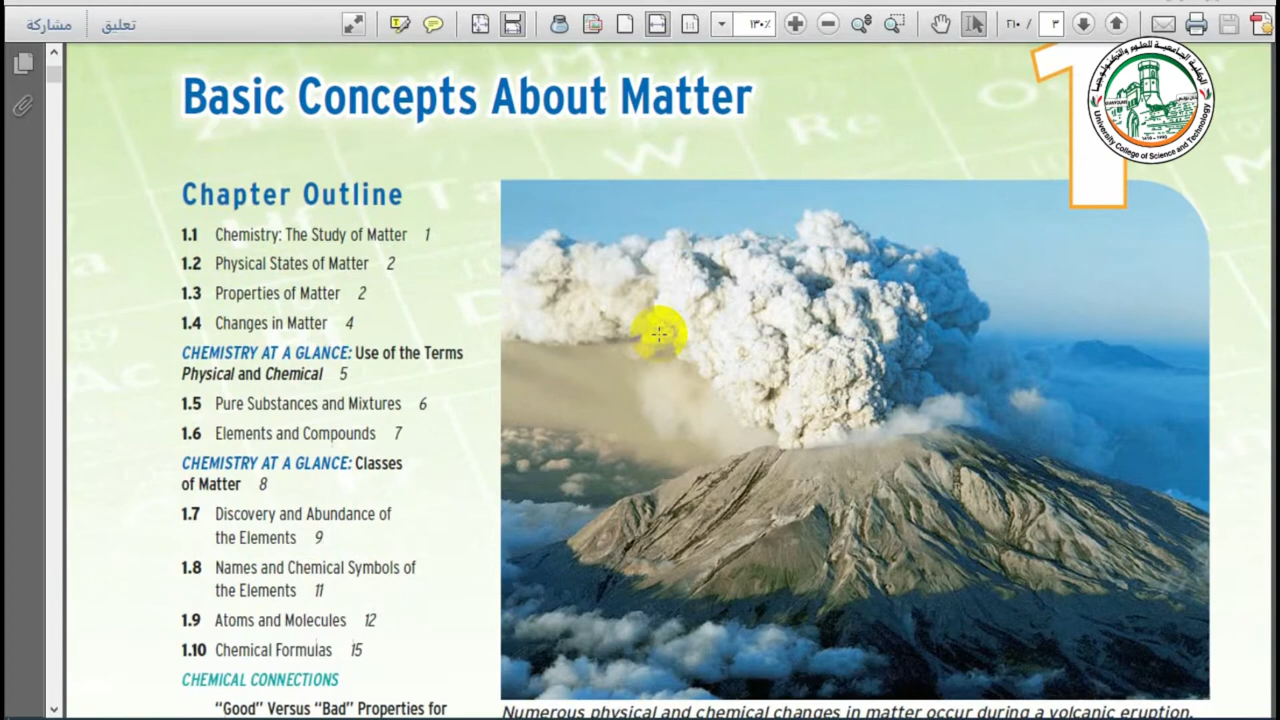 مشاركة
تعليق
١٣٠٪
٢١٠ /
٣
Basic Concepts About Matter
1
الكلية الجامعية للعلوم والتكنولوجيا
University College of Science and Technology
Chapter Outline
1.1 Chemistry: The Study of Matter 1
1.2 Physical States of Matter 2
1.3 Properties of Matter 2
1.4 Changes in Matter 4
CHEMISTRY AT A GLANCE: Use of the Terms
Physical and Chemical 5
1.5 Pure Substances and Mixtures 6
1.6 Elements and Compounds 7
CHEMISTRY AT A GLANCE: Classes
of Matter 8
1.7 Discovery and Abundance of
the Elements 9
1.8 Names and Chemical Symbols of
the Elements 11
1.9 Atoms and Molecules 12
1.10 Chemical Formulas 15
CHEMICAL CONNECTIONS
"Good" Versus "Bad" Properties for
Numerous physical and chemical changes in matter occur during a volcanic eruption.